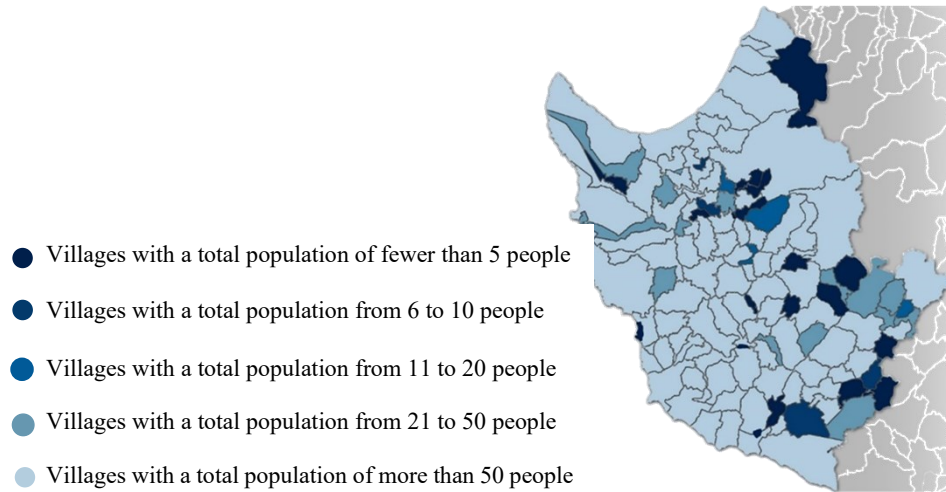 Villages with a total population of fewer than 5 people
Villages with a total population from 6 to 10 people
Villages with a total population from 11 to 20 people
Villages with a total population from 21 to 50 people
Villages with a total population of more than 50 people